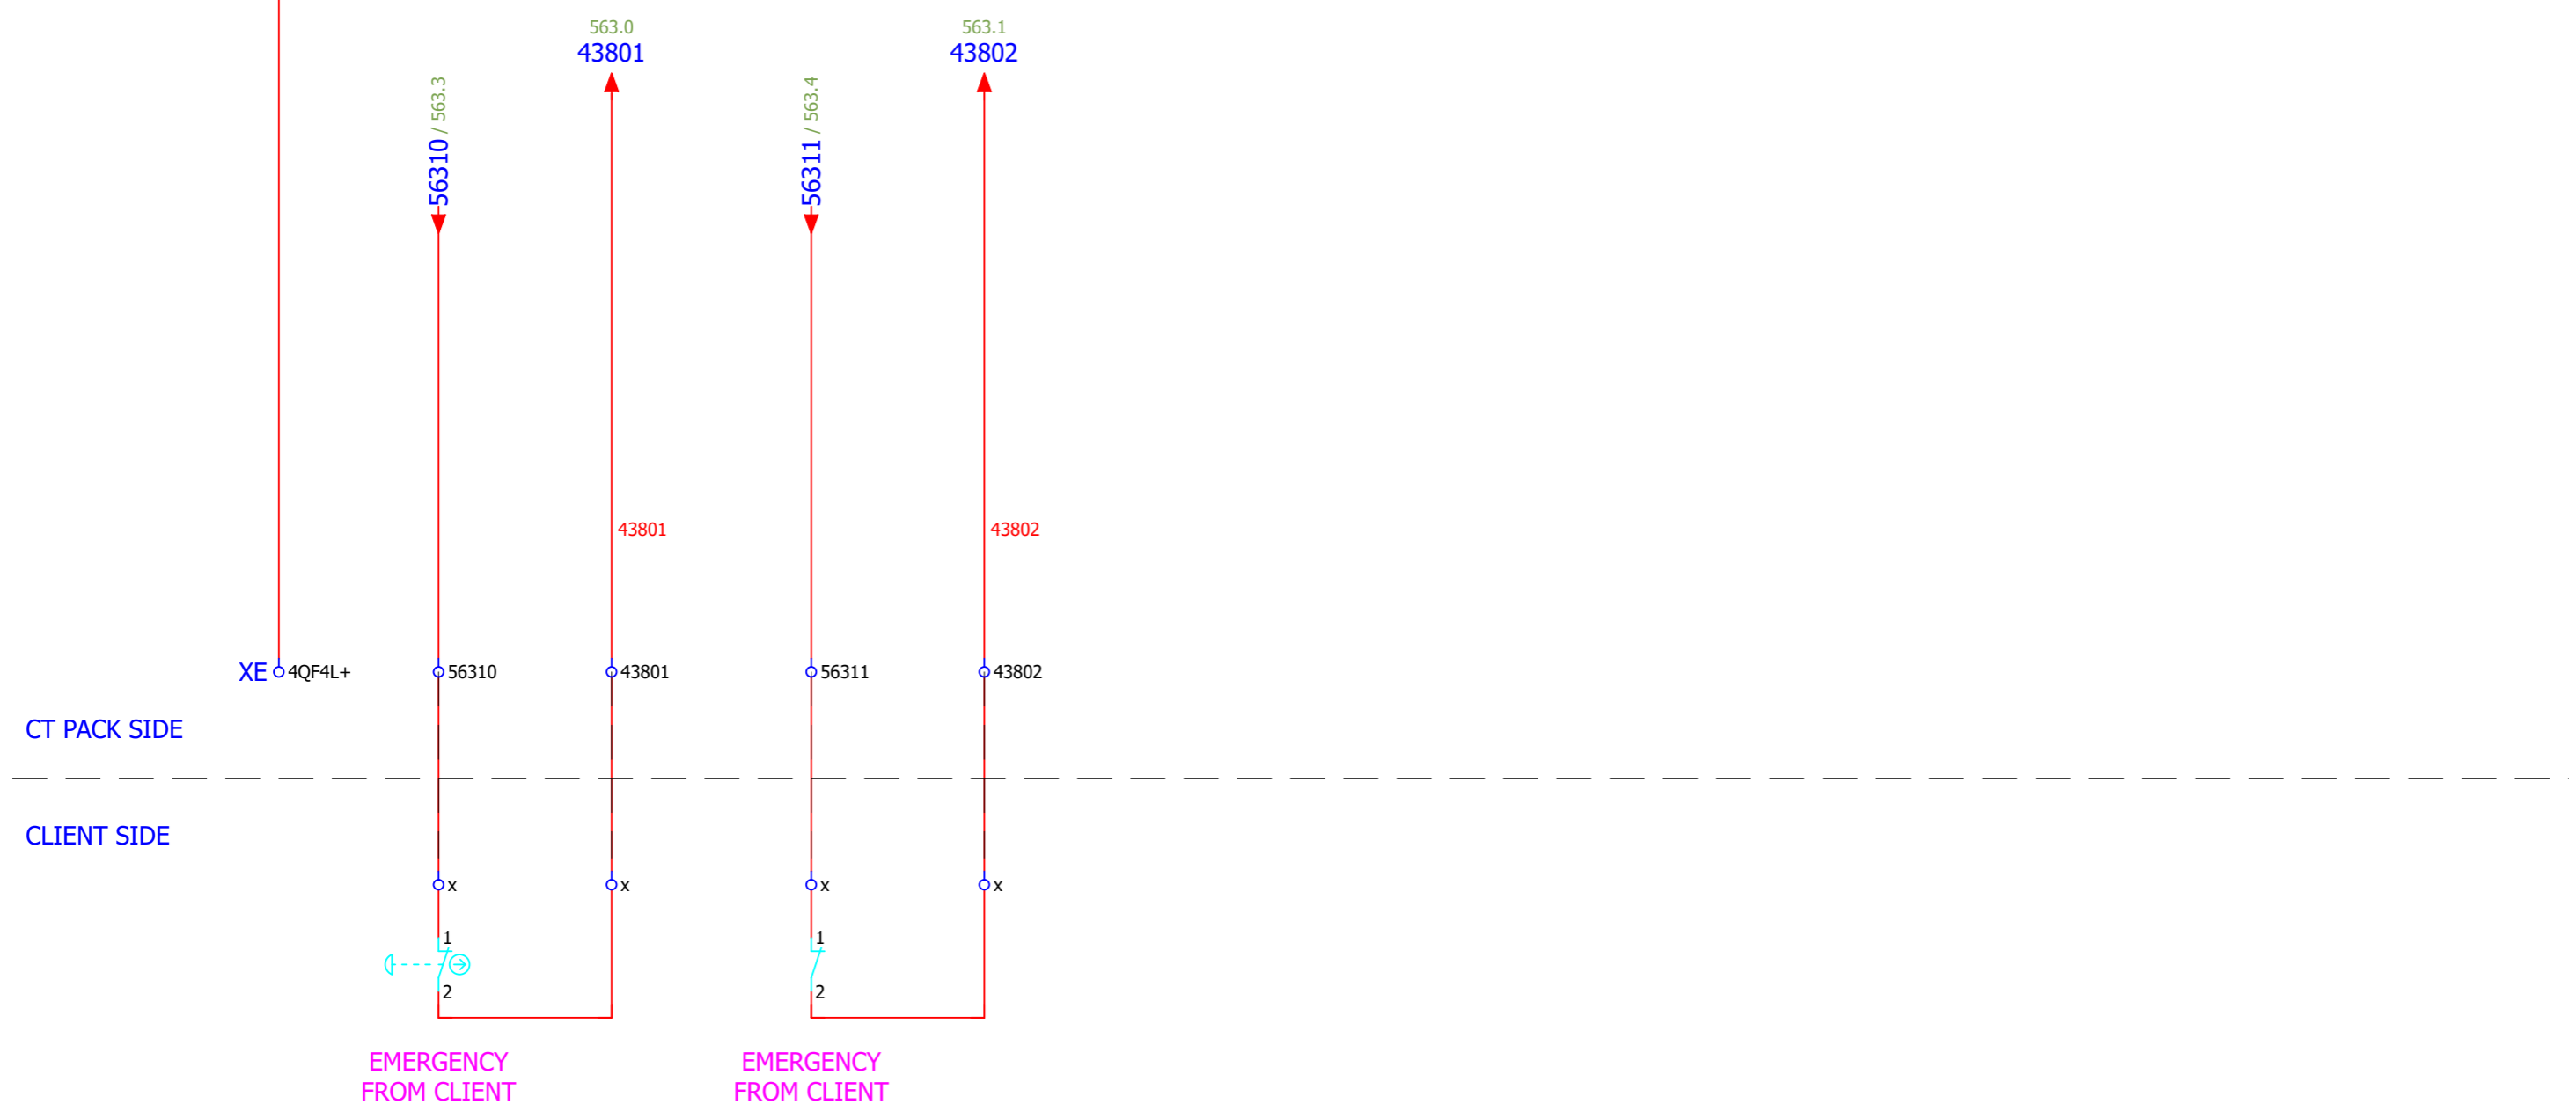 563.0
43801
563.1
43802
56310 / 563.3
56311 / 563.4
43801
43802
XE 4QF4L+
56310
43801
56311
43802
CT PACK SIDE
CLIENT SIDE
x
x
x
x
1
1
2
2
EMERGENCY
FROM CLIENT
EMERGENCY
FROM CLIENT